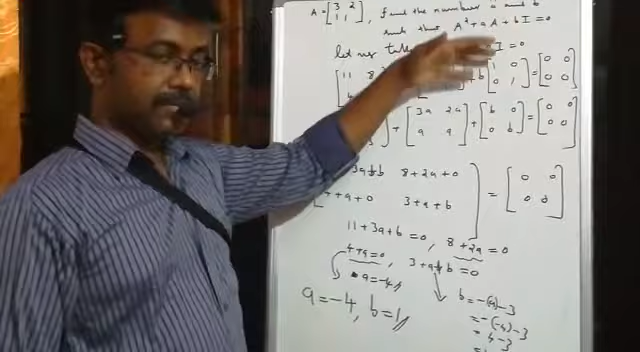 A = [3 2
1 1], find the number a and b
such that A² + aA + bI = 0
let us take I = 0
[11 8 + b 1 0
0 1] = [0 0
0 0]
] + [3a 2a
a a] + [b 0
0 b] = [0 0
0 0]
3a+b 8+2a+0
[ ++a+0 3+a+b ] = [0 0
0 0]
11+3a+b=0, 8+2a=0
4+a=0, 3+a+b=0
a=-4,
a=-4, b=1,
b=-(a)-3
=-(-4)-3
=4-3